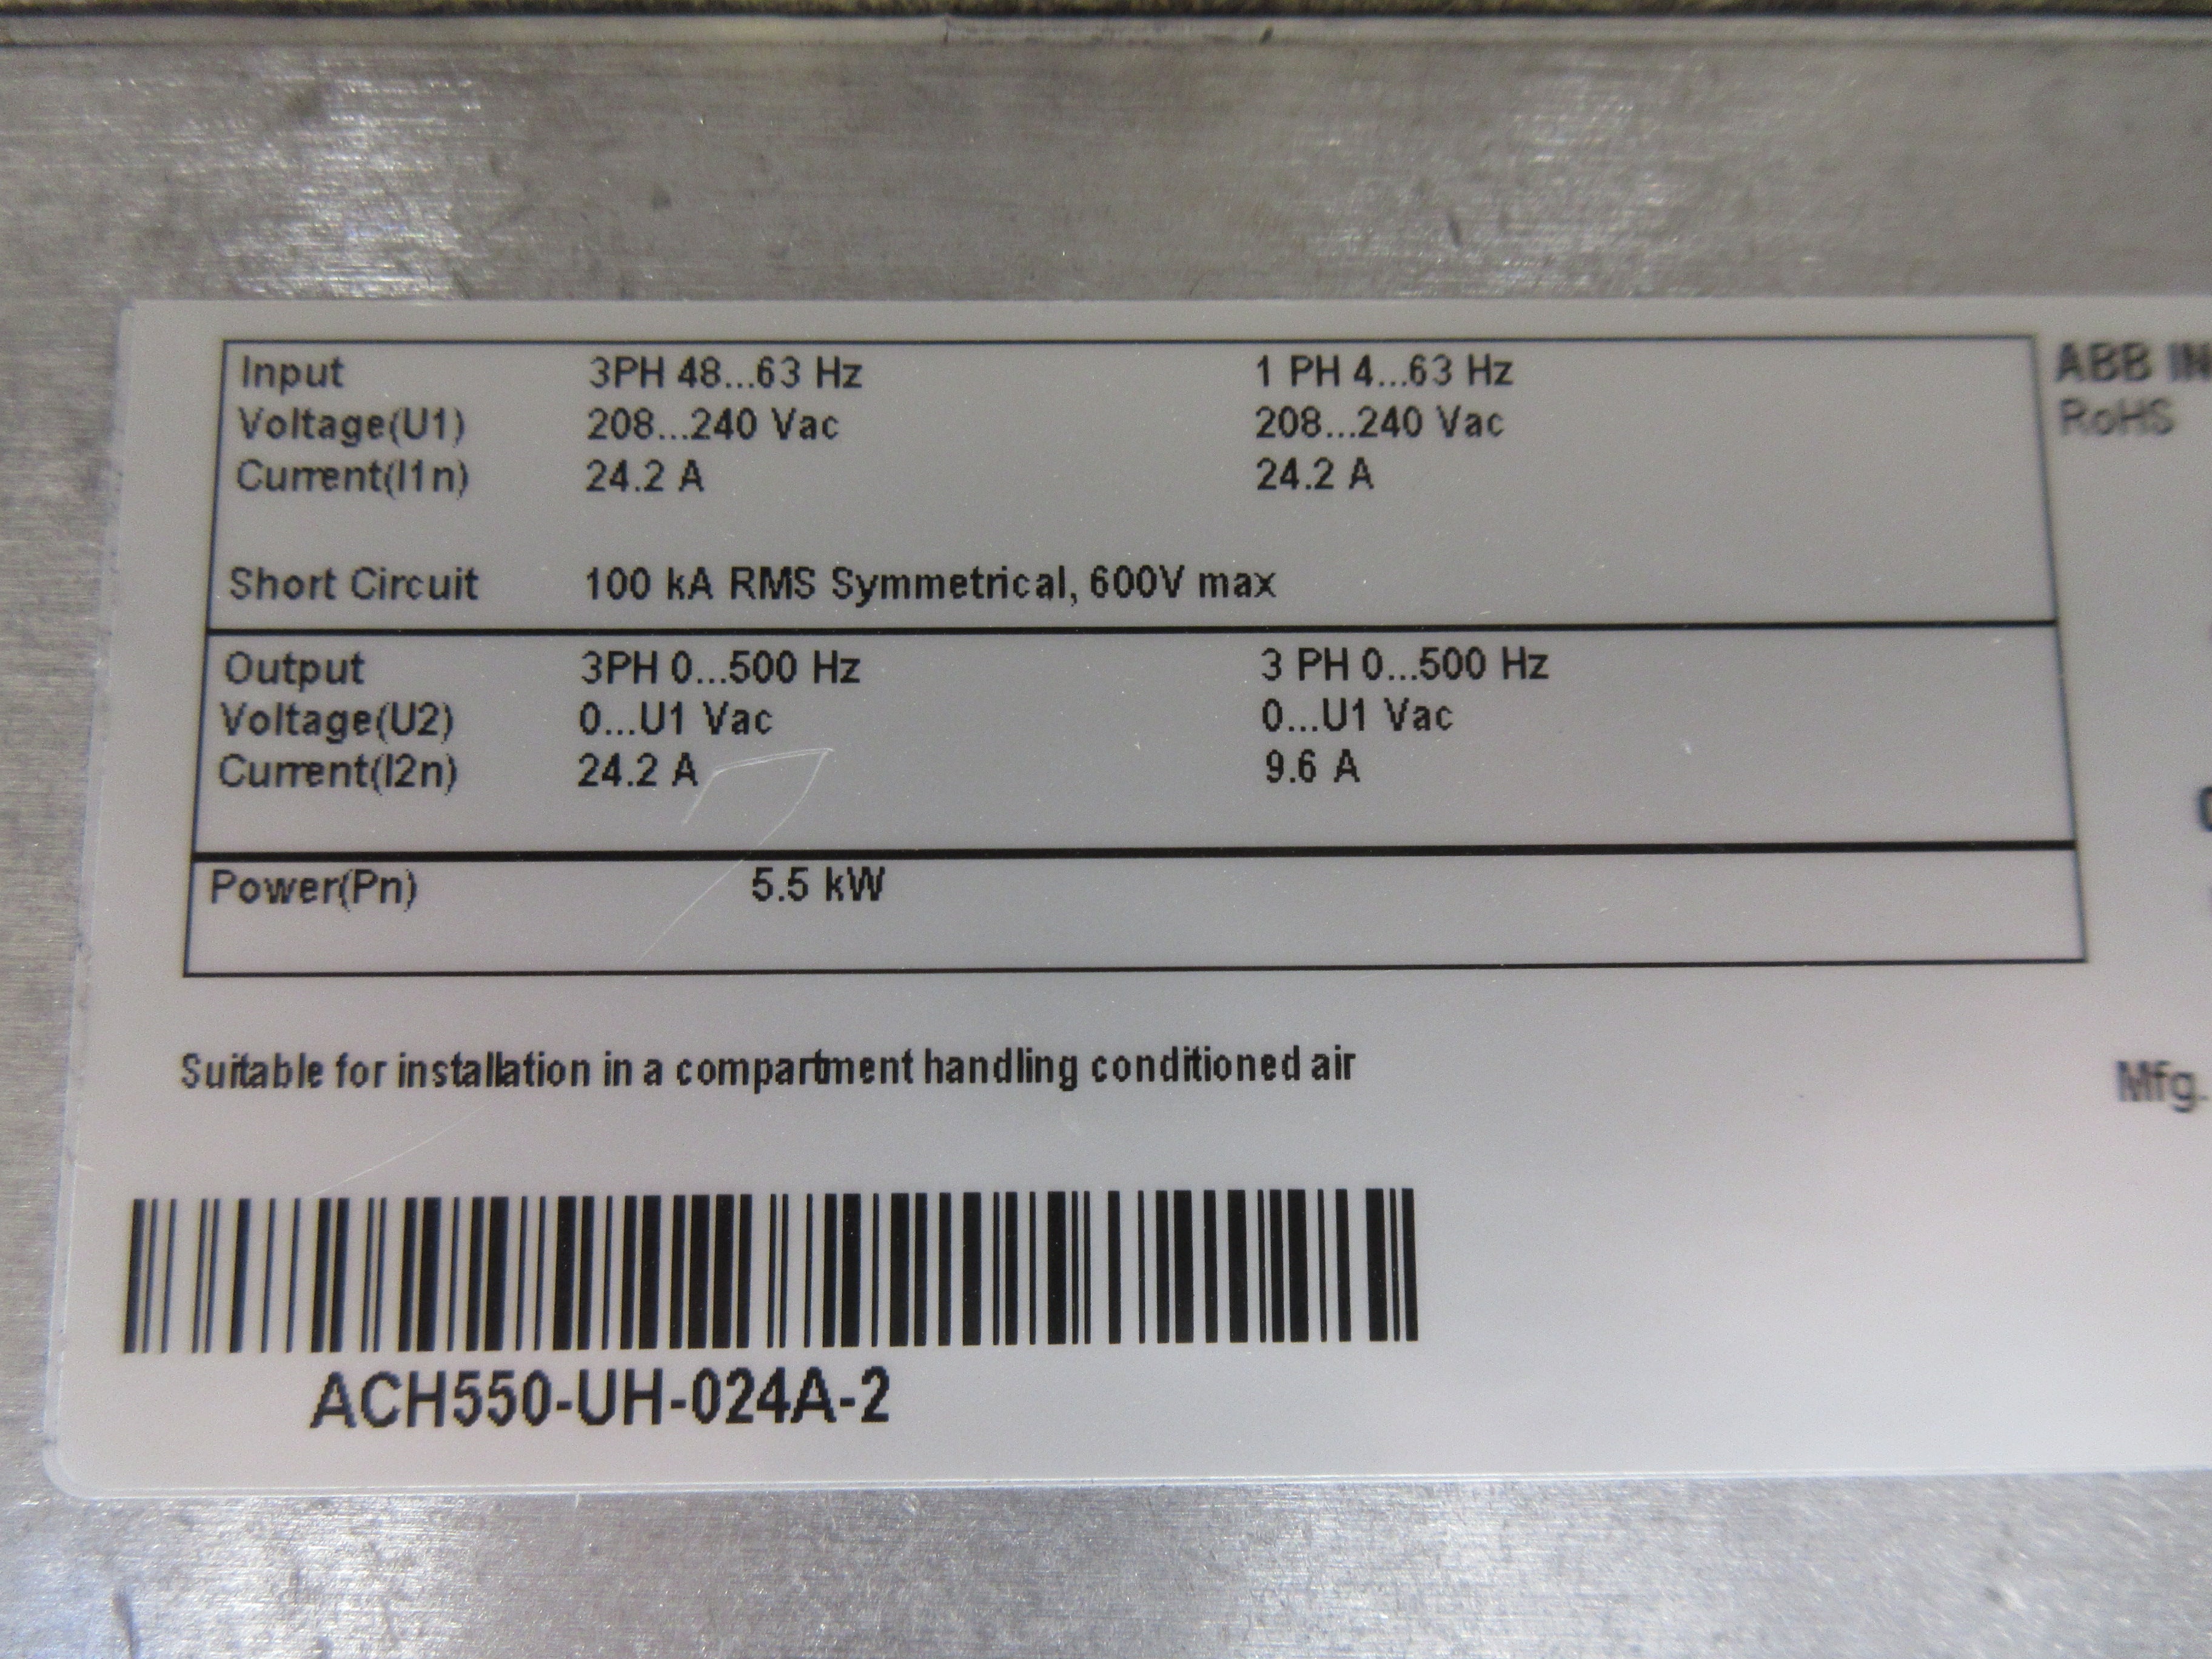 Input 3PH 48...63 Hz 1 PH 4...63 Hz
Voltage(U1) 208...240 Vac 208...240 Vac
Current(I1n) 24.2 A 24.2 A
Short Circuit 100 kA RMS Symmetrical, 600V max
Output 3PH 0...500 Hz 3 PH 0...500 Hz
Voltage(U2) 0...U1 Vac 0...U1 Vac
Current(I2n) 24.2 A 9.6 A
Power(Pn) 5.5 kW
Suitable for installation in a compartment handling conditioned air
ACH550-UH-024A-2
ABB IN
RoHS
Mfg.